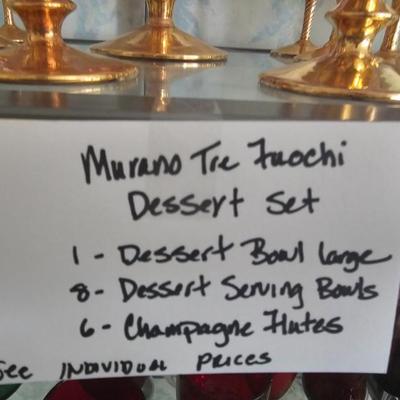 Murano Tre Fuochi
Dessert Set
1 - Dessert Bowl large
8 - Dessert Serving Bowls
6 - Champagne Flutes
See INDIVIDUAL PRICES